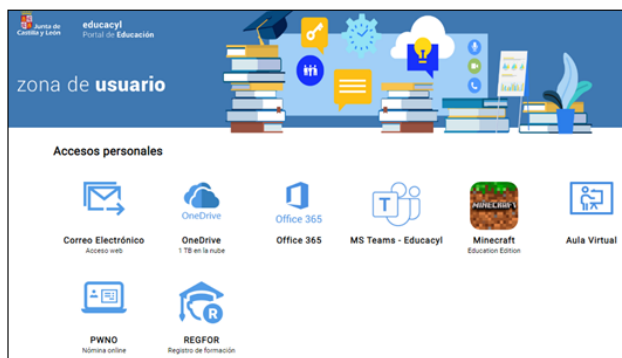 Junta de
Castilla y León
educacyl
Portal de Educación
zona de usuario
Accesos personales
OneDrive
Office 365
T
MINECRAFT
Correo Electrónico
Acceso web
OneDrive
1 TB en la nube
Office 365
MS Teams - Educacyl
Minecraft
Education Edition
Aula Virtual
R
PWNO
Nómina online
REGFOR
Registro de formación